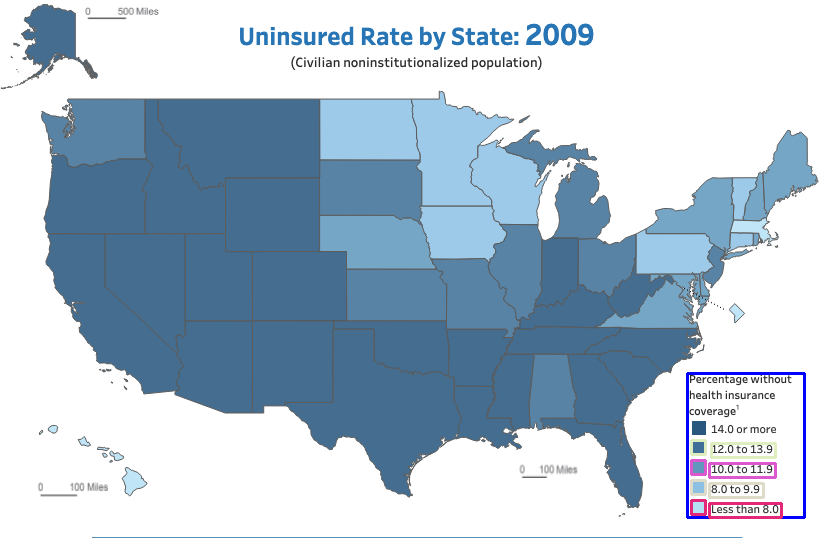 0 500 Miles
Uninsured Rate by State: 2009
(Civilian noninstitutionalized population)
Percentage without
health insurance
coverage¹
14.0 or more
12.0 to 13.9
10.0 to 11.9
8.0 to 9.9
Less than 8.0
0 100 Miles
0 100 Miles